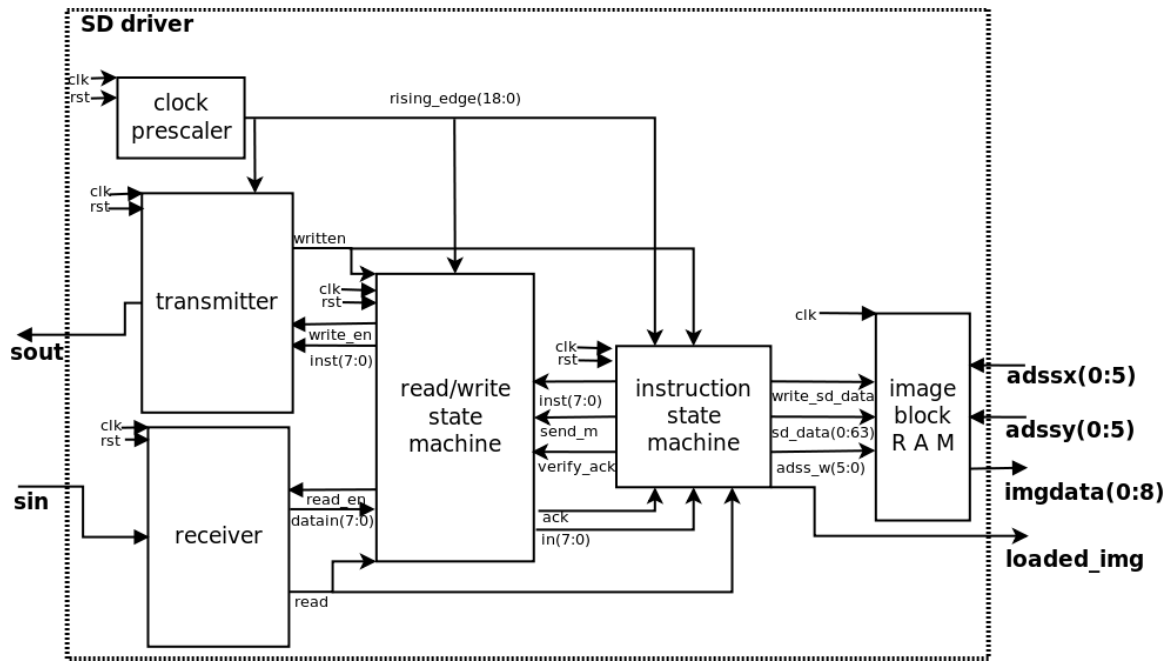 SD driver
clk
rst
clock
prescaler
rising_edge(18:0)
clk
rst
transmitter
written
sout
clk
rst
write_en
inst(7:0)
read/write
state
machine
clk
rst
instruction
state
machine
inst(7:0)
send_m
verify_ack
clk
image
block
R A M
write_sd_data
sd_data(0:63)
adss_w(5:0)
adssx(0:5)
adssy(0:5)
imgdata(0:8)
loaded_img
clk
rst
sin
receiver
read_en
datain(7:0)
ack
in(7:0)
read